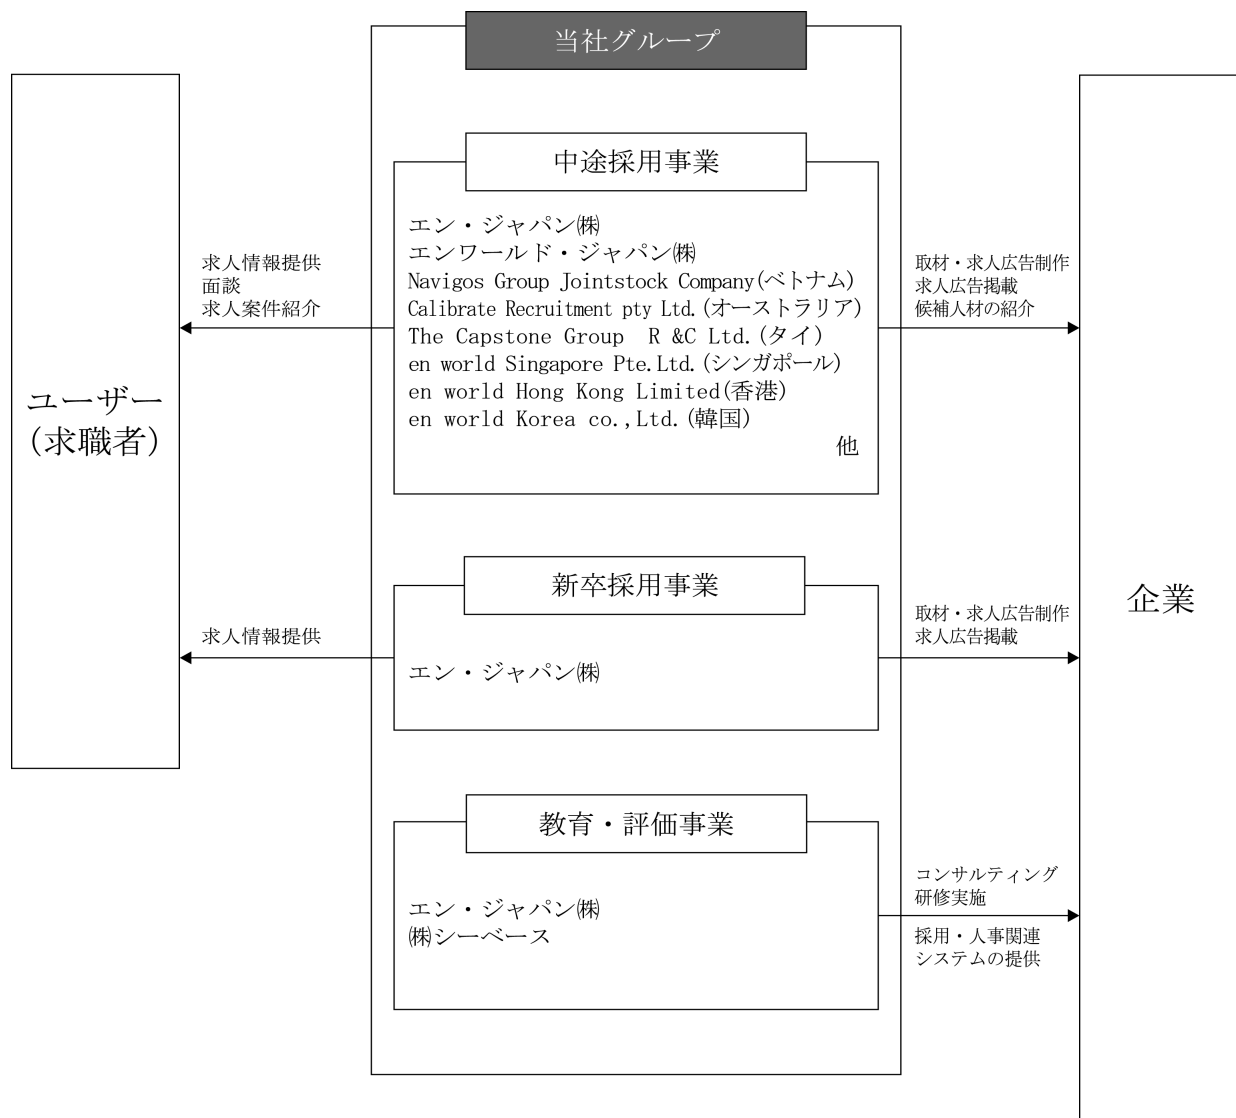 当社グループ
中途採用事業
エン・ジャパン㈱
エンワールド・ジャパン㈱
Navigos Group Jointstock Company(ベトナム)
Calibrate Recruitment pty Ltd.(オーストラリア)
The Capstone Group R &C Ltd.(タイ)
en world Singapore Pte.Ltd.(シンガポール)
en world Hong Kong Limited(香港)
en world Korea co.,Ltd.(韓国)
他
求人情報提供
面談
求人案件紹介
取材・求人広告制作
求人広告掲載
候補人材の紹介
ユーザー
(求職者)
新卒採用事業
エン・ジャパン㈱
求人情報提供
取材・求人広告制作
求人広告掲載
企業
教育・評価事業
エン・ジャパン㈱
㈱シーベース
コンサルティング
研修実施
採用・人事関連
システムの提供